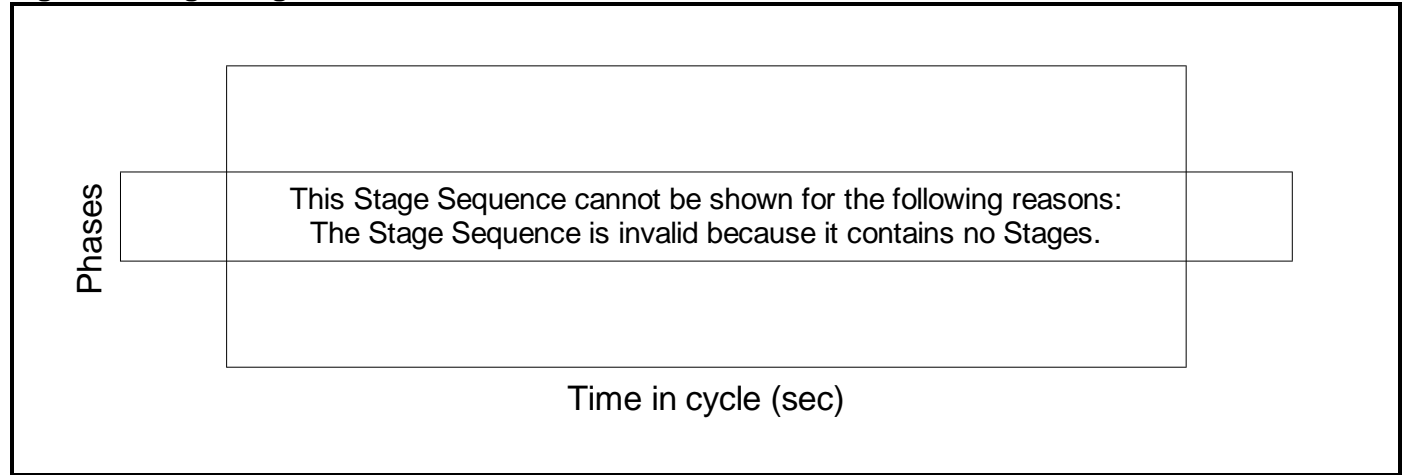 Phases
This Stage Sequence cannot be shown for the following reasons:
The Stage Sequence is invalid because it contains no Stages.
Time in cycle (sec)